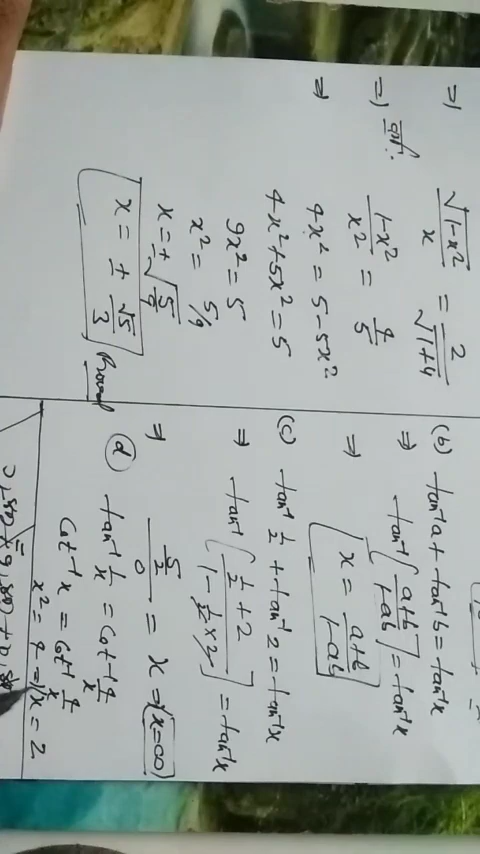 ⇒ √(1-x²)/x = 2/√(1+4)
⇒) 
(1-x²)/x² = 4/5
⇒ 4x² = 5-5x²
4x²+5x² = 5
9x² = 5
x² = 5/9
x = ±√(5/9)
x = ± √5/3
(b) tan⁻¹a + tan⁻¹b = tan⁻¹x
⇒ tan⁻¹[(a+b)/(1-ab)] = tan⁻¹x
⇒ x = (a+b)/(1-ab)
(c) tan⁻¹ 1/2 + tan⁻¹ 2 = tan⁻¹x
⇒ tan⁻¹[(1/2+2)/(1-1/2×2)] = tan⁻¹x
⇒ (5/2)/0 = x ⇒ x=∞
(d) tan⁻¹ 1/x = Cot⁻¹ 4/x
Cot⁻¹ x = Cot⁻¹ 4/x
x² = 4 ⇒ x = 2